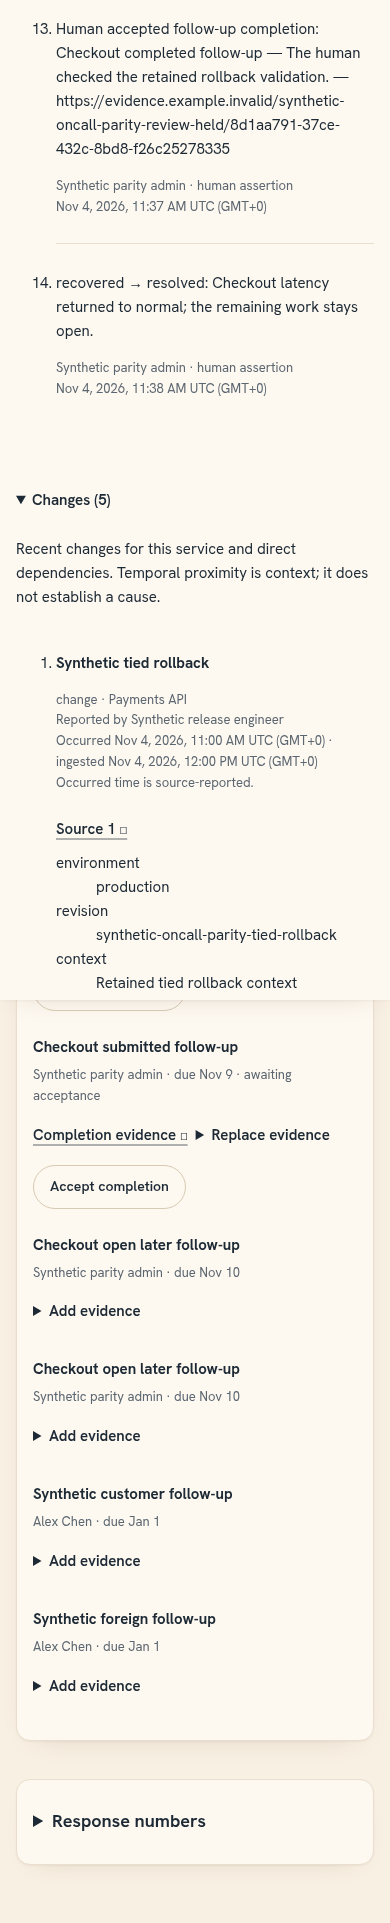 13. Human accepted follow-up completion:
Checkout completed follow-up — The human
checked the retained rollback validation. —
https://evidence.example.invalid/synthetic-
oncall-parity-review-held/8d1aa791-37ce-
432c-8bd8-f26c25278335
Synthetic parity admin · human assertion
Nov 4, 2026, 11:37 AM UTC (GMT+0)
14. recovered → resolved: Checkout latency
returned to normal; the remaining work stays
open.
Synthetic parity admin · human assertion
Nov 4, 2026, 11:38 AM UTC (GMT+0)
▼ Changes (5)
Recent changes for this service and direct
dependencies. Temporal proximity is context; it does
not establish a cause.
1. Synthetic tied rollback
change · Payments API
Reported by Synthetic release engineer
Occurred Nov 4, 2026, 11:00 AM UTC (GMT+0) ·
ingested Nov 4, 2026, 12:00 PM UTC (GMT+0)
Occurred time is source-reported.
Source 1
environment
production
revision
synthetic-oncall-parity-tied-rollback
context
Retained tied rollback context
Checkout submitted follow-up
Synthetic parity admin · due Nov 9 · awaiting
acceptance
Completion evidence ▶ Replace evidence
Accept completion
Checkout open later follow-up
Synthetic parity admin · due Nov 10
▶ Add evidence
Checkout open later follow-up
Synthetic parity admin · due Nov 10
▶ Add evidence
Synthetic customer follow-up
Alex Chen · due Jan 1
▶ Add evidence
Synthetic foreign follow-up
Alex Chen · due Jan 1
▶ Add evidence
▶ Response numbers